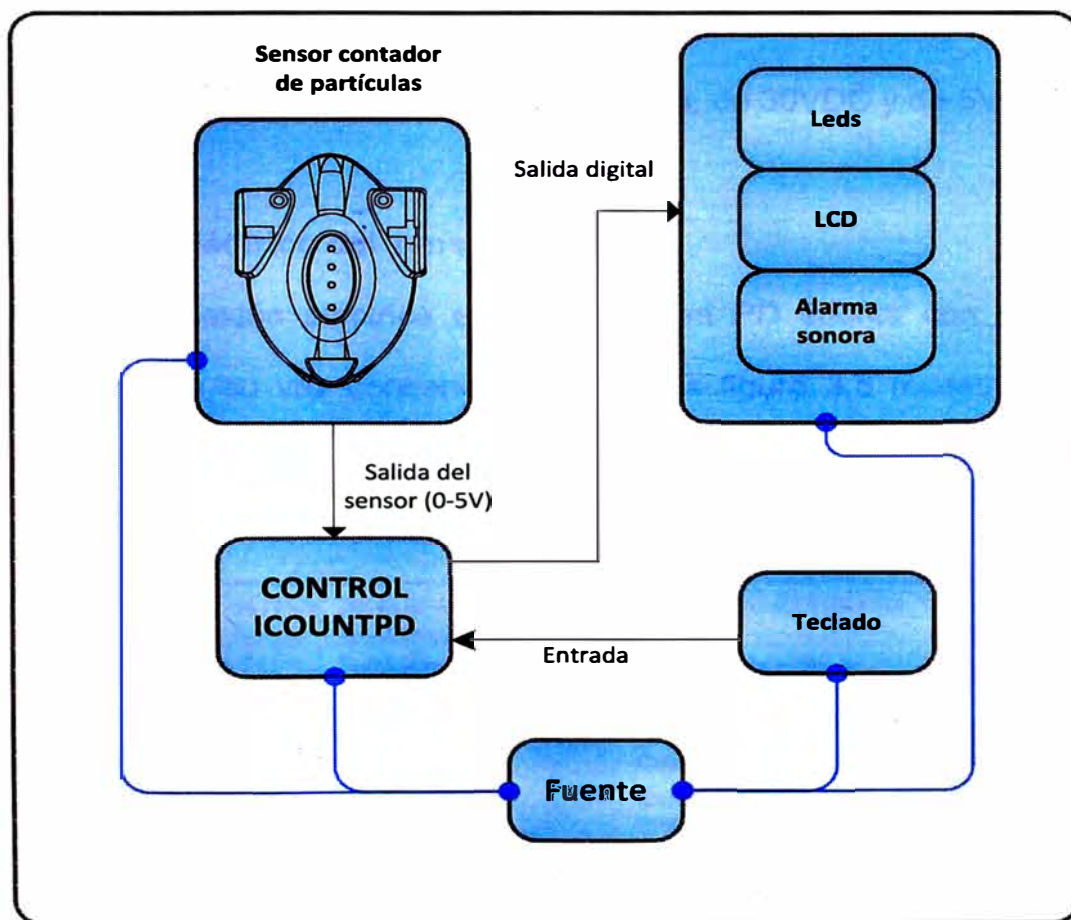 Sensor contador
de partículas
Leds
Salida digital
LCD
Alarma
sonora
Salida del
sensor (0-5V)
CONTROL
ICOUNTPD
Teclado
Entrada
Fuente